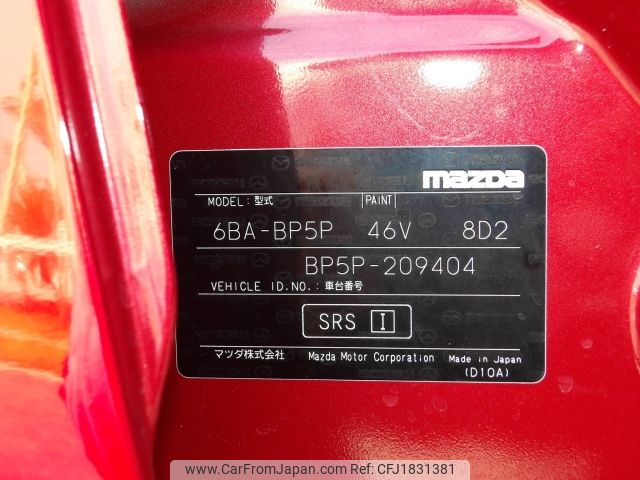 mazda
MODEL: 型式 PAINT
6BA-BP5P 46V 8D2
BP5P-209404
VEHICLE ID.NO.: 車台番号
SRS I
マツダ株式会社 Mazda Motor Corporation Made in Japan
(D10A)
www.CarFromJapan.com Ref ID: CFJ1831381